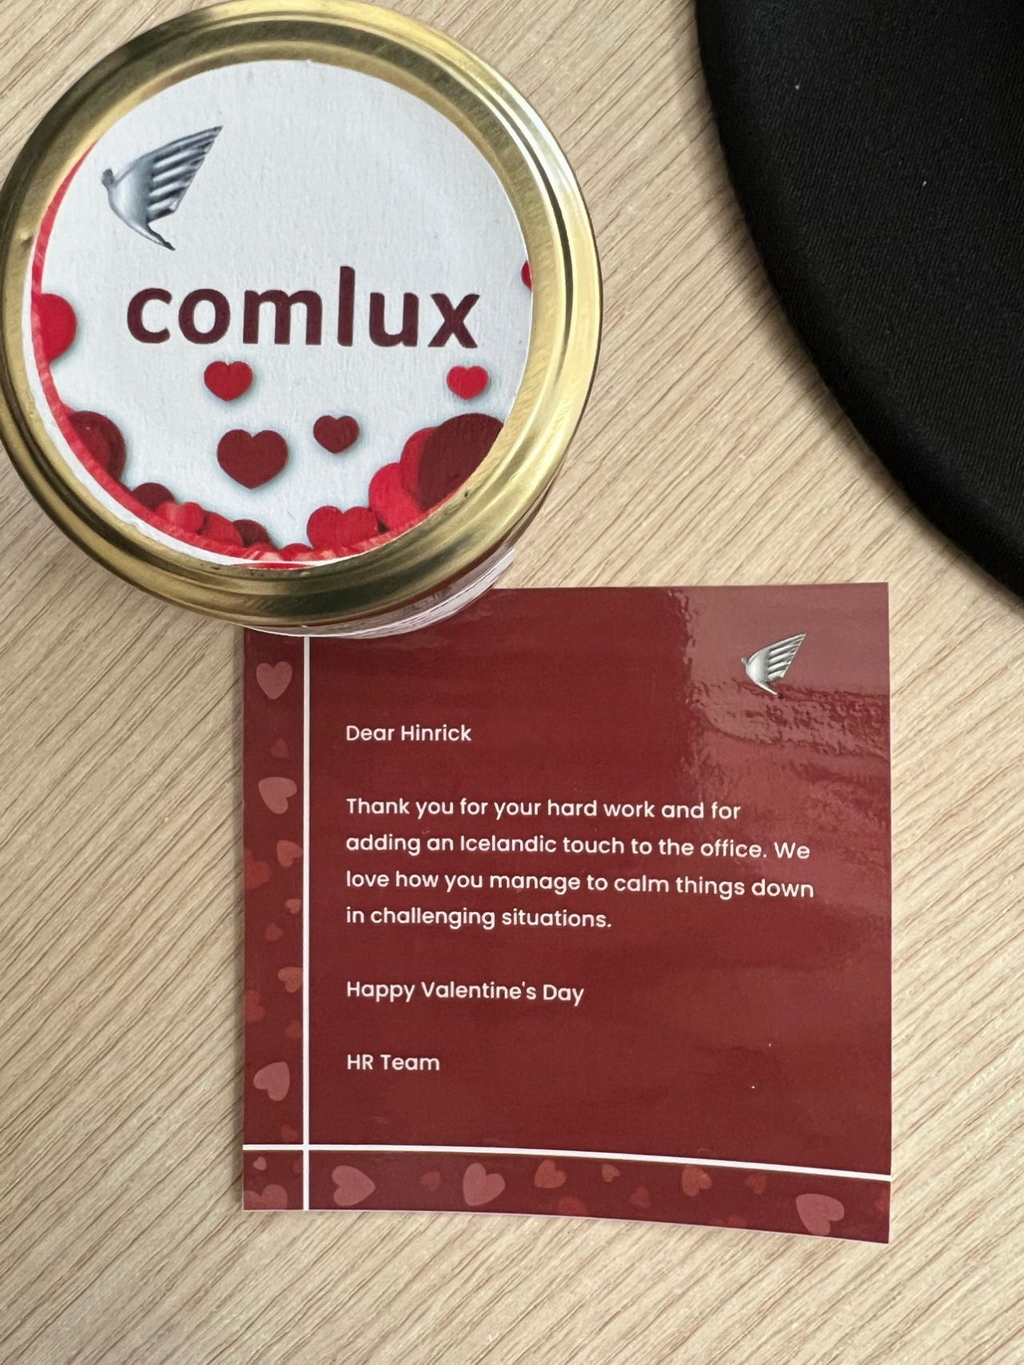 comlux
Dear Hinrick
Thank you for your hard work and for
adding an Icelandic touch to the office. We
love how you manage to calm things down
in challenging situations.
Happy Valentine's Day
HR Team